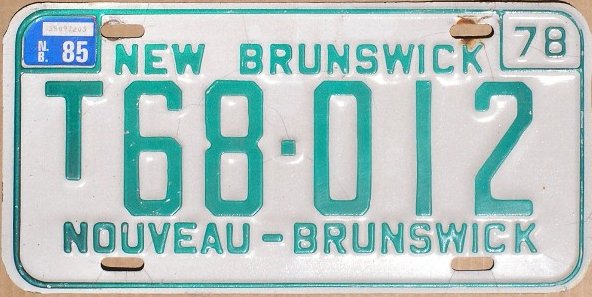 N.B. 85
78
NEW BRUNSWICK
T68·012
NOUVEAU-BRUNSWICK